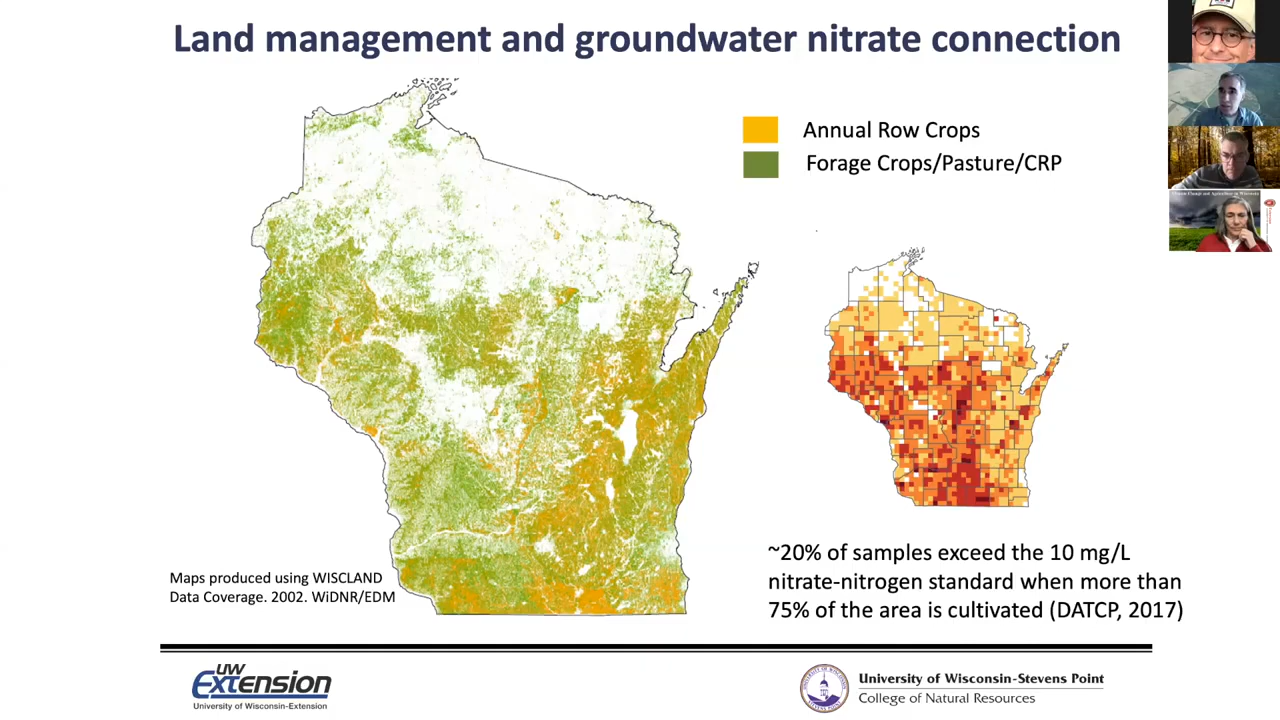 Land management and groundwater nitrate connection
Annual Row Crops
Forage Crops/Pasture/CRP
~20% of samples exceed the 10 mg/L
nitrate-nitrogen standard when more than
75% of the area is cultivated (DATCP, 2017)
Maps produced using WISCLAND
Data Coverage. 2002. WiDNR/EDM
UW
Extension
University of Wisconsin-Extension
University of Wisconsin-Stevens Point
College of Natural Resources